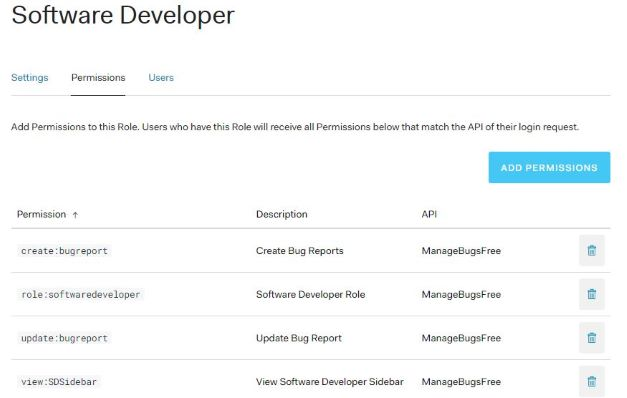 Software Developer
Settings Permissions Users
Add Permissions to this Role. Users who have this Role will receive all Permissions below that match the API of their login request.
ADD PERMISSIONS
Permission ↑ Description API
create:bugreport Create Bug Reports ManageBugsFree
role:softwaredeveloper Software Developer Role ManageBugsFree
update:bugreport Update Bug Report ManageBugsFree
view:SDSidebar View Software Developer Sidebar ManageBugsFree